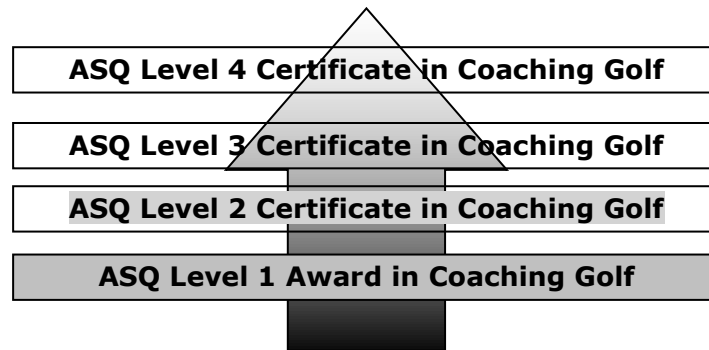 ASQ Level 4 Certificate in Coaching Golf
ASQ Level 3 Certificate in Coaching Golf
ASQ Level 2 Certificate in Coaching Golf
ASQ Level 1 Award in Coaching Golf